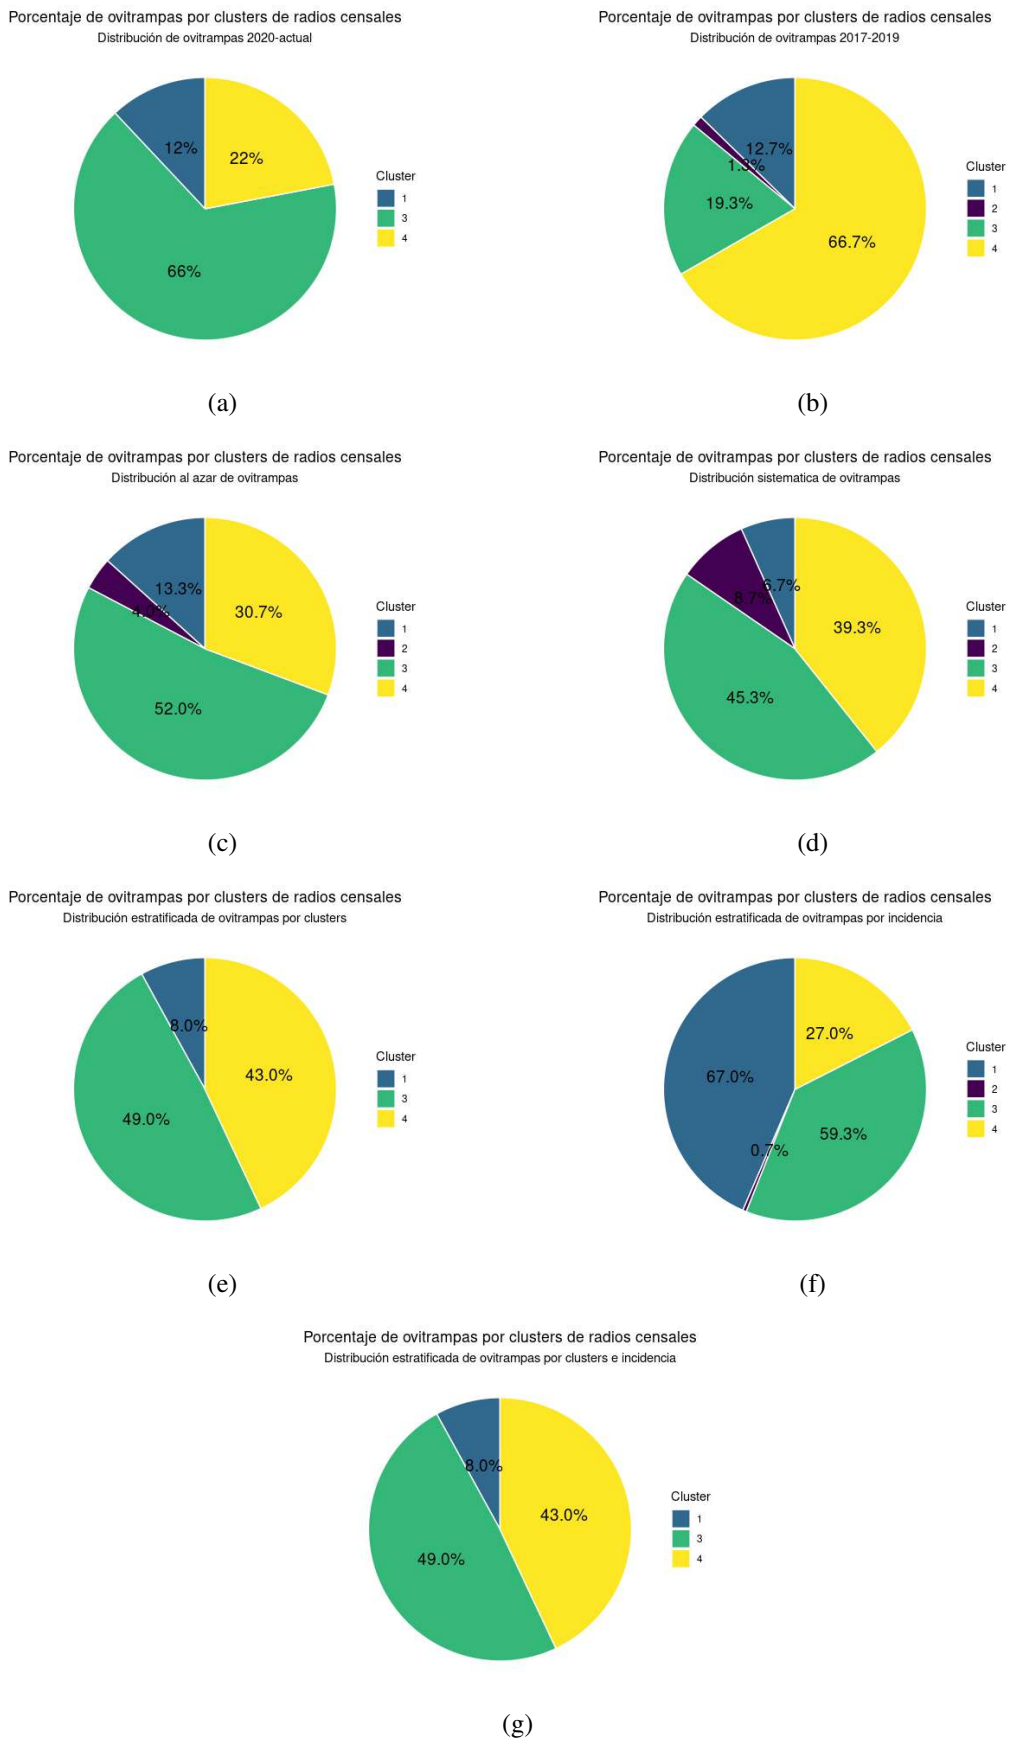 Porcentaje de ovitrampas por clusters de radios censales
Distribución de ovitrampas 2020-actual
12%
22%
66%
Cluster
1
3
4
(a)
Porcentaje de ovitrampas por clusters de radios censales
Distribución de ovitrampas 2017-2019
12.7%
1.3%
19.3%
66.7%
Cluster
1
2
3
4
(b)
Porcentaje de ovitrampas por clusters de radios censales
Distribución al azar de ovitrampas
13.3%
4.0%
30.7%
52.0%
Cluster
1
2
3
4
(c)
Porcentaje de ovitrampas por clusters de radios censales
Distribución sistematica de ovitrampas
6.7%
8.7%
39.3%
45.3%
Cluster
1
2
3
4
(d)
Porcentaje de ovitrampas por clusters de radios censales
Distribución estratificada de ovitrampas por clusters
8.0%
43.0%
49.0%
Cluster
1
3
4
(e)
Porcentaje de ovitrampas por clusters de radios censales
Distribución estratificada de ovitrampas por incidencia
27.0%
67.0%
59.3%
0.7%
Cluster
1
2
3
4
(f)
Porcentaje de ovitrampas por clusters de radios censales
Distribución estratificada de ovitrampas por clusters e incidencia
8.0%
43.0%
49.0%
Cluster
1
3
4
(g)